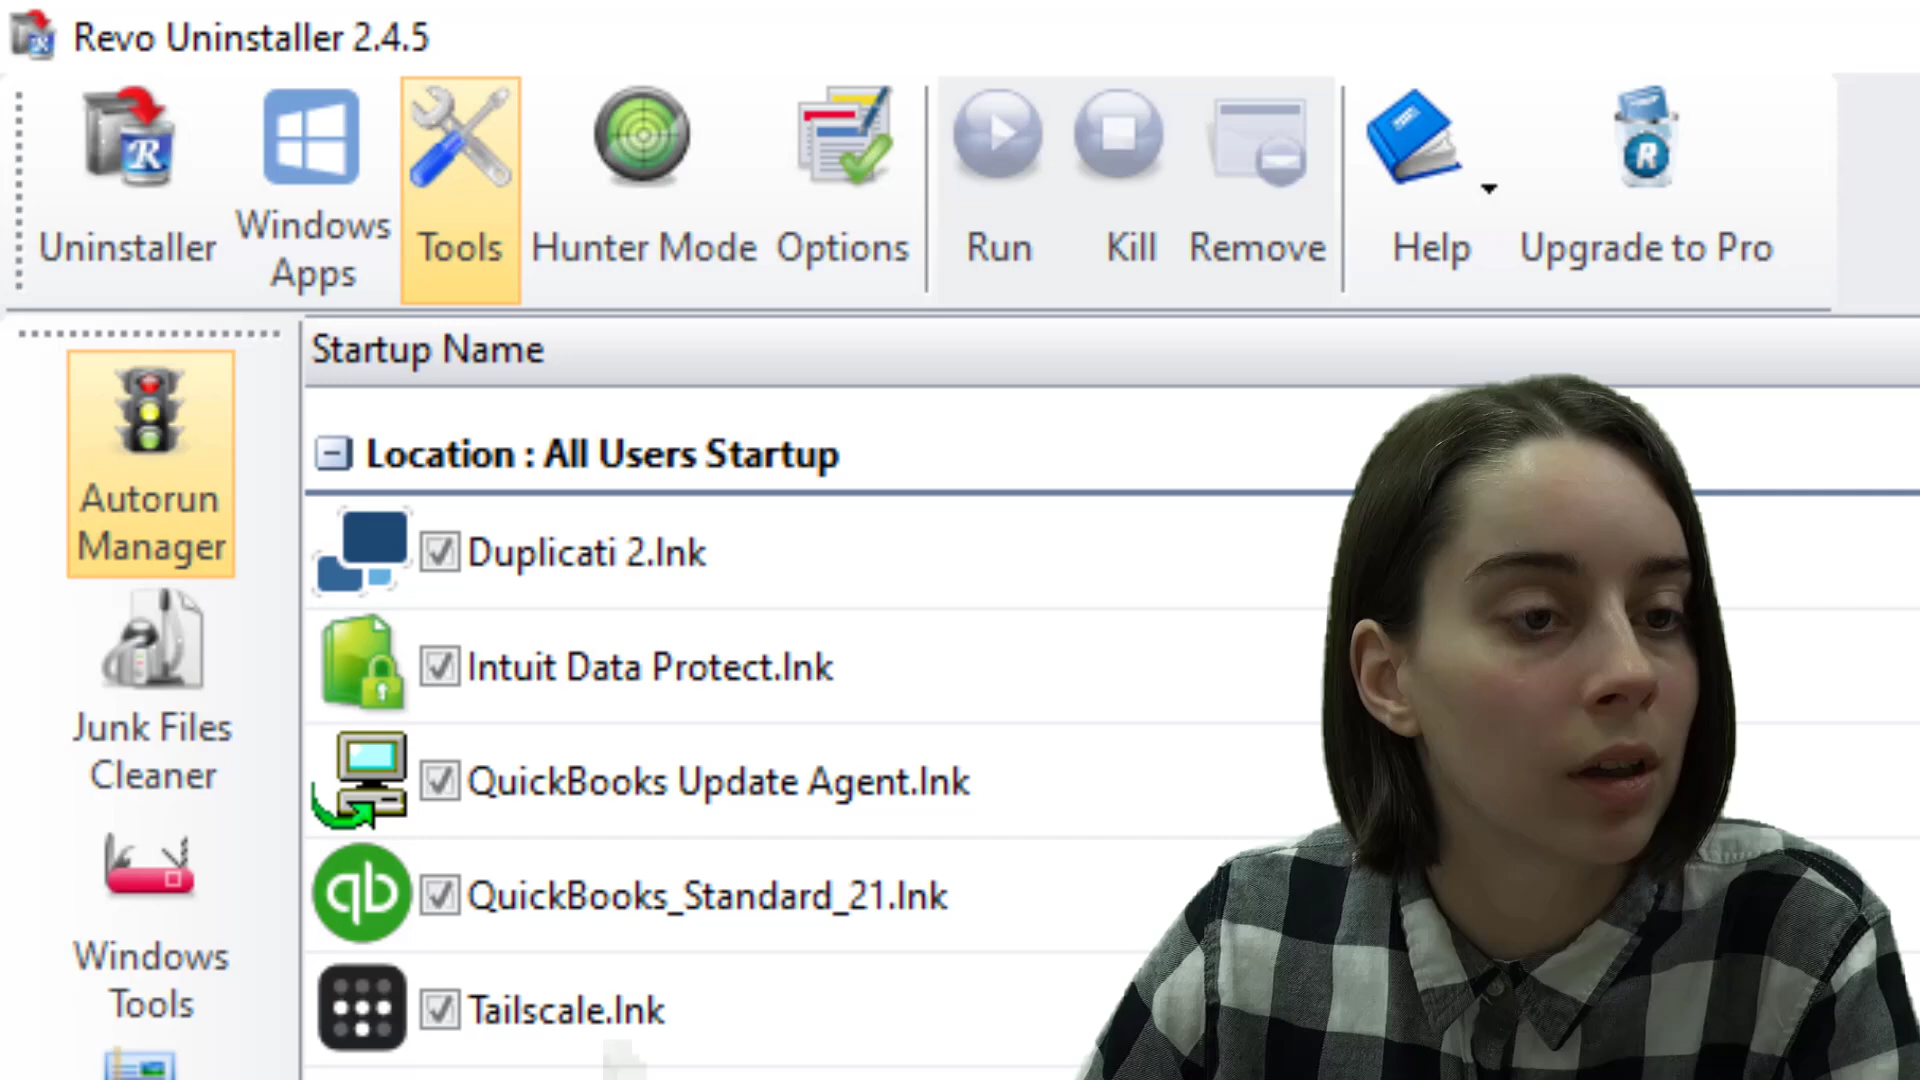 Revo Uninstaller 2.4.5
Uninstaller
Windows
Apps
Tools
Hunter Mode
Options
Run
Kill
Remove
Help
Upgrade to Pro
Autorun
Manager
Junk Files
Cleaner
Windows
Tools
Startup Name
Location : All Users Startup
Duplicati 2.lnk
Intuit Data Protect.lnk
QuickBooks Update Agent.lnk
qb
QuickBooks_Standard_21.lnk
Tailscale.lnk